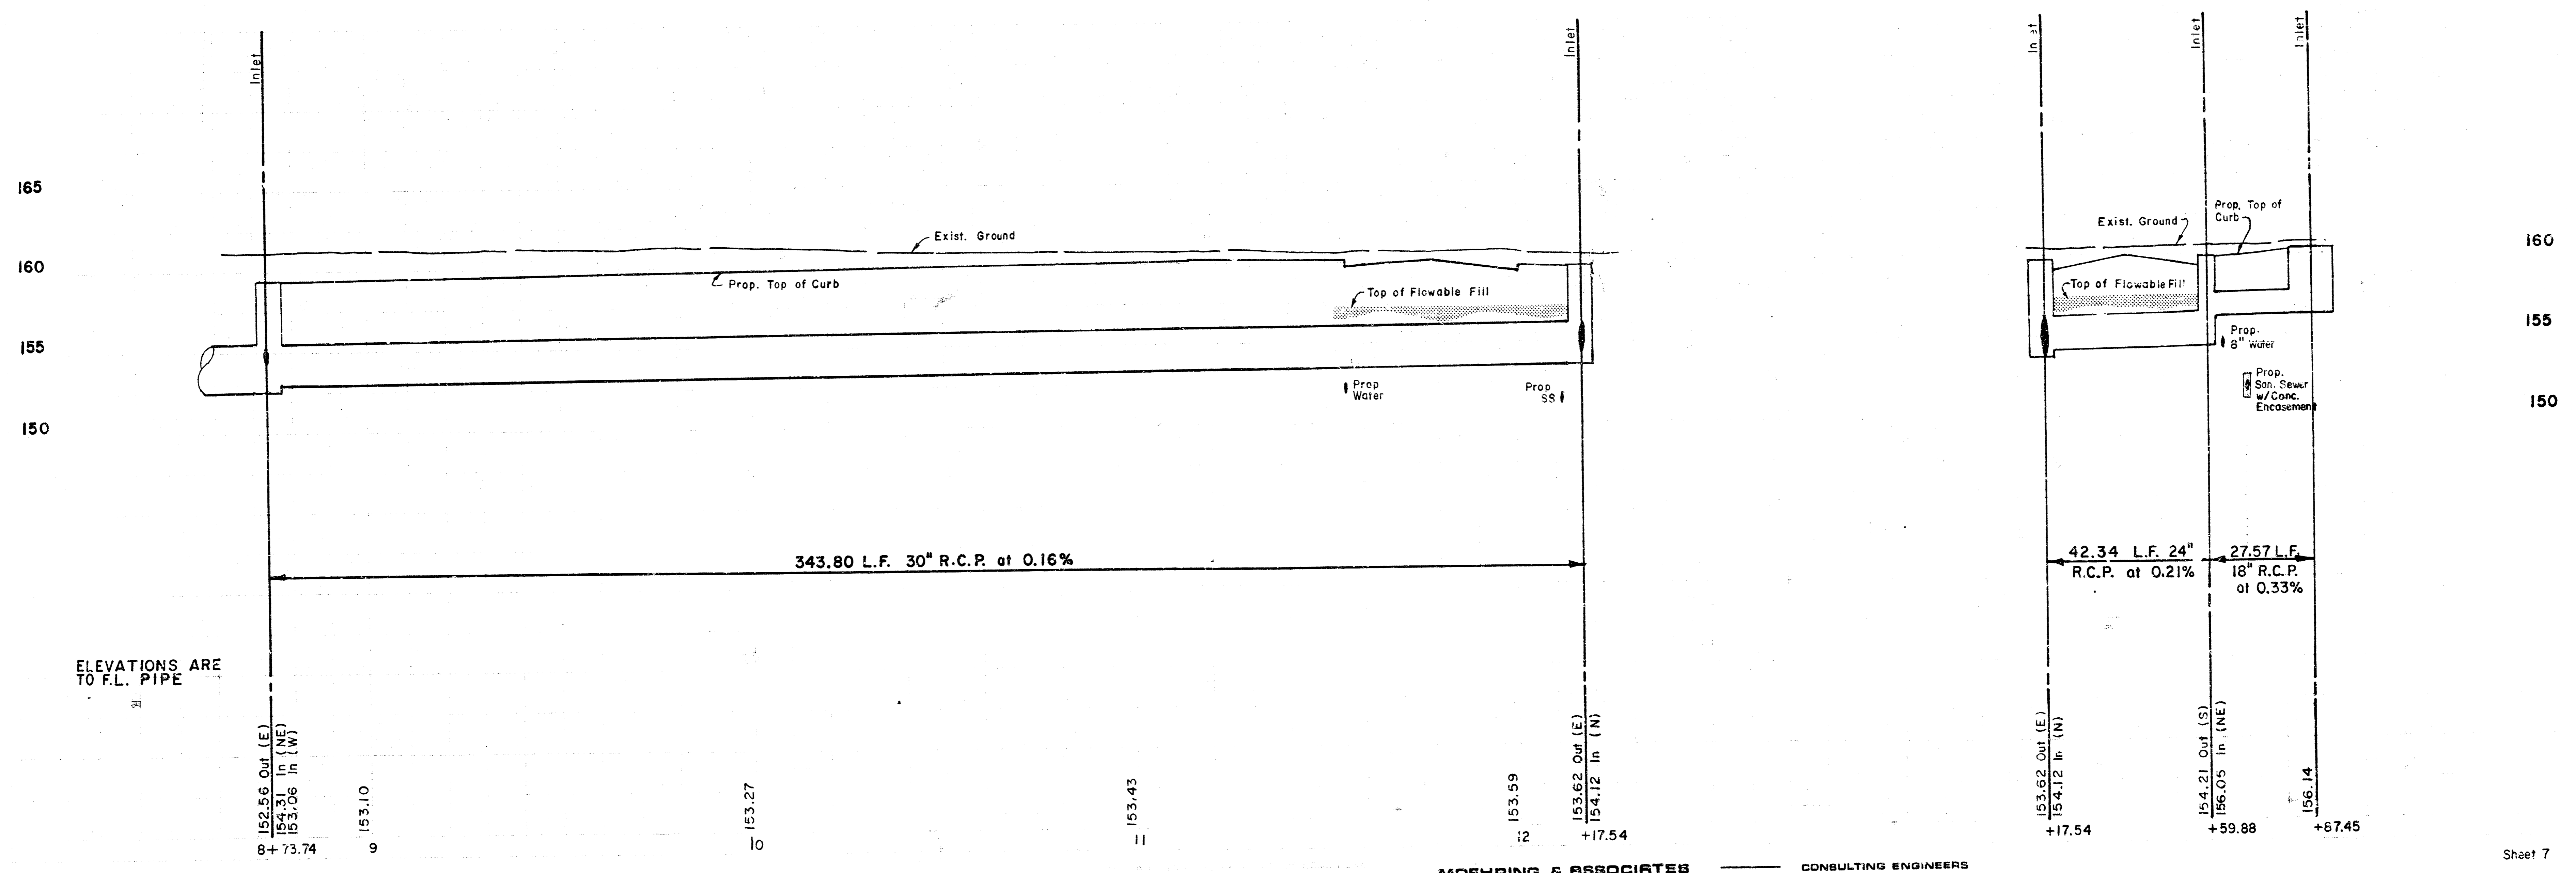 Inlet
Inlet
Inlet
Inlet
Inlet
165
160
155
150
160
155
150
Exist. Ground
Prop. Top of Curb
Top of Flowable Fill
Prop
Water
Prop
SS
Exist. Ground
Prop. Top of
Curb
Top of Flowable Fill
Prop.
8" Water
Prop.
San. Sewer
w/Conc.
Encasement
343.80 L.F. 30" R.C.P. at 0.16%
42.34 L.F. 24"
R.C.P. at 0.21%
27.57 L.F.
18" R.C.P.
at 0.33%
ELEVATIONS ARE
TO F.L. PIPE
152.56 Out (E)
154.31 In (NE)
153.06 In (W)
153.10
153.27
153.43
153.59
153.62 Out (E)
154.12 In (N)
153.62 Out (E)
154.12 In (N)
154.21 Out (S)
156.05 In (NE)
156.14
8+73.74
9
10
11
12
+17.54
+17.54
+59.88
+87.45
MOEHRING & ASSOCIATES CONSULTING ENGINEERS
Sheet 7